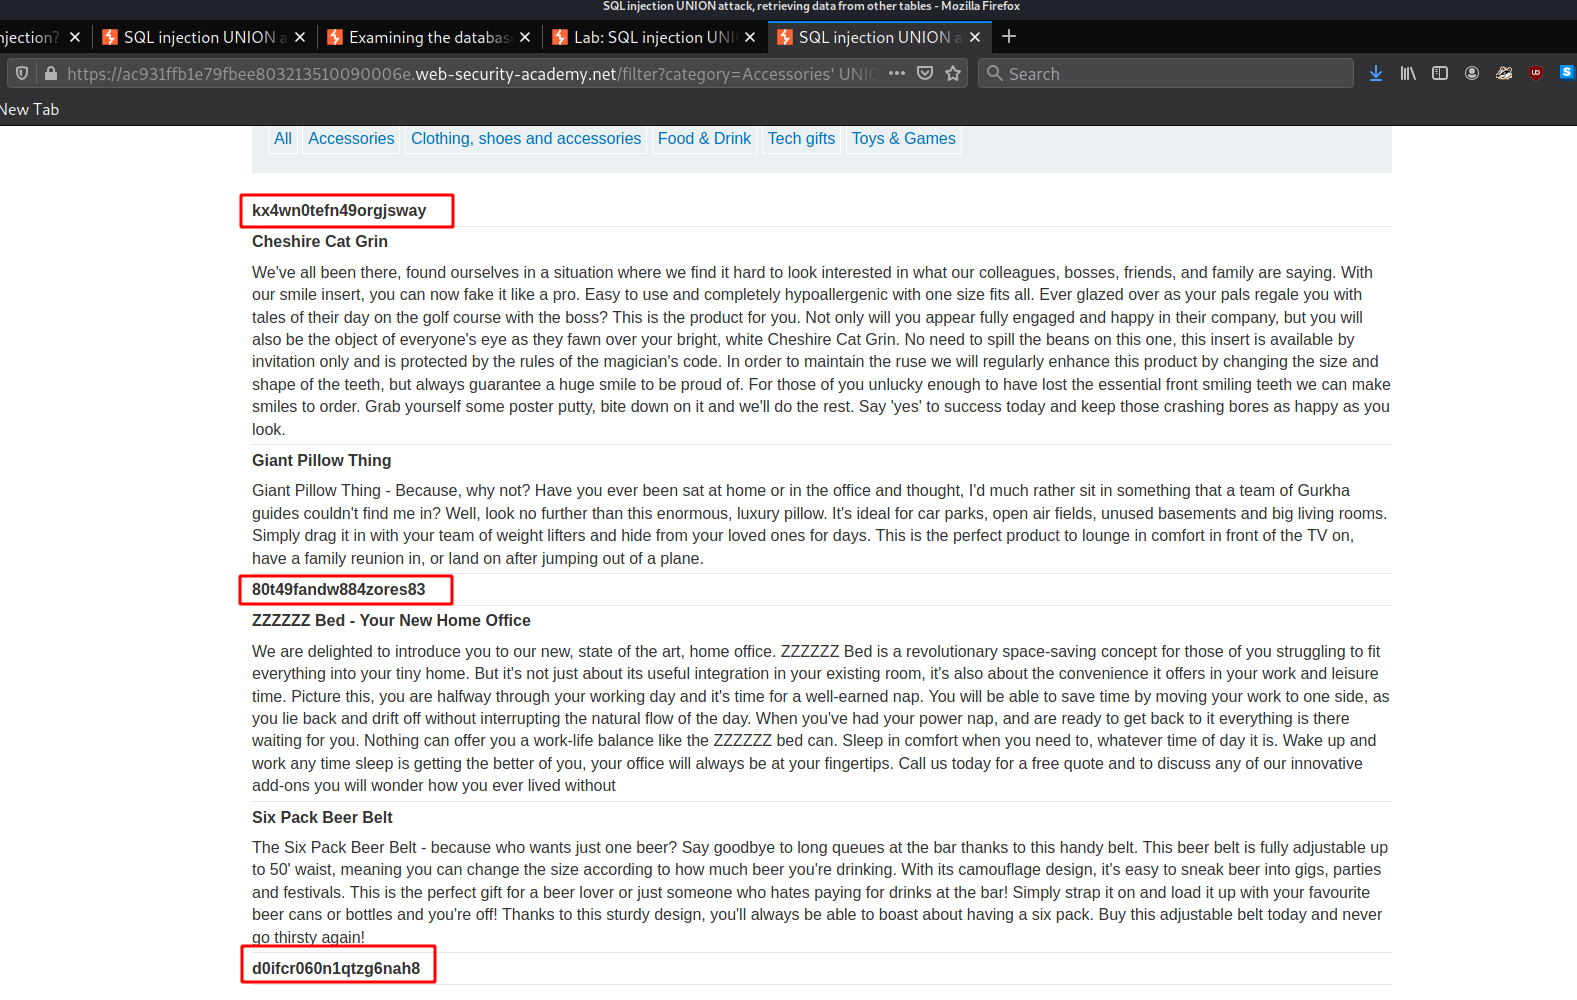 SQL injection UNION attack, retrieving data from other tables - Mozilla Firefox
njection?
SQL injection UNION a
Examining the databas
Lab: SQL injection UNI
SQL injection UNION a
https://ac931ffb1e79fbee803213510090006e.web-security-academy.net/filter?category=Accessories' UNIO
Search
New Tab
All
Accessories
Clothing, shoes and accessories
Food & Drink
Tech gifts
Toys & Games
kx4wn0tefn49orgjsway
Cheshire Cat Grin
We've all been there, found ourselves in a situation where we find it hard to look interested in what our colleagues, bosses, friends, and family are saying. With
our smile insert, you can now fake it like a pro. Easy to use and completely hypoallergenic with one size fits all. Ever glazed over as your pals regale you with
tales of their day on the golf course with the boss? This is the product for you. Not only will you appear fully engaged and happy in their company, but you will
also be the object of everyone's eye as they fawn over your bright, white Cheshire Cat Grin. No need to spill the beans on this one, this insert is available by
invitation only and is protected by the rules of the magician's code. In order to maintain the ruse we will regularly enhance this product by changing the size and
shape of the teeth, but always guarantee a huge smile to be proud of. For those of you unlucky enough to have lost the essential front smiling teeth we can make
smiles to order. Grab yourself some poster putty, bite down on it and we'll do the rest. Say 'yes' to success today and keep those crashing bores as happy as you
look.
Giant Pillow Thing
Giant Pillow Thing - Because, why not? Have you ever been sat at home or in the office and thought, I'd much rather sit in something that a team of Gurkha
guides couldn't find me in? Well, look no further than this enormous, luxury pillow. It's ideal for car parks, open air fields, unused basements and big living rooms.
Simply drag it in with your team of weight lifters and hide from your loved ones for days. This is the perfect product to lounge in comfort in front of the TV on,
have a family reunion in, or land on after jumping out of a plane.
80t49fandw884zores83
ZZZZZZ Bed - Your New Home Office
We are delighted to introduce you to our new, state of the art, home office. ZZZZZZ Bed is a revolutionary space-saving concept for those of you struggling to fit
everything into your tiny home. But it's not just about its useful integration in your existing room, it's also about the convenience it offers in your work and leisure
time. Picture this, you are halfway through your working day and it's time for a well-earned nap. You will be able to save time by moving your work to one side, as
you lie back and drift off without interrupting the natural flow of the day. When you've had your power nap, and are ready to get back to it everything is there
waiting for you. Nothing can offer you a work-life balance like the ZZZZZZ bed can. Sleep in comfort when you need to, whatever time of day it is. Wake up and
work any time sleep is getting the better of you, your office will always be at your fingertips. Call us today for a free quote and to discuss any of our innovative
add-ons you will wonder how you ever lived without
Six Pack Beer Belt
The Six Pack Beer Belt - because who wants just one beer? Say goodbye to long queues at the bar thanks to this handy belt. This beer belt is fully adjustable up
to 50' waist, meaning you can change the size according to how much beer you're drinking. With its camouflage design, it's easy to sneak beer into gigs, parties
and festivals. This is the perfect gift for a beer lover or just someone who hates paying for drinks at the bar! Simply strap it on and load it up with your favourite
beer cans or bottles and you're off! Thanks to this sturdy design, you'll always be able to boast about having a six pack. Buy this adjustable belt today and never
go thirsty again!
d0ifcr060n1qtzg6nah8